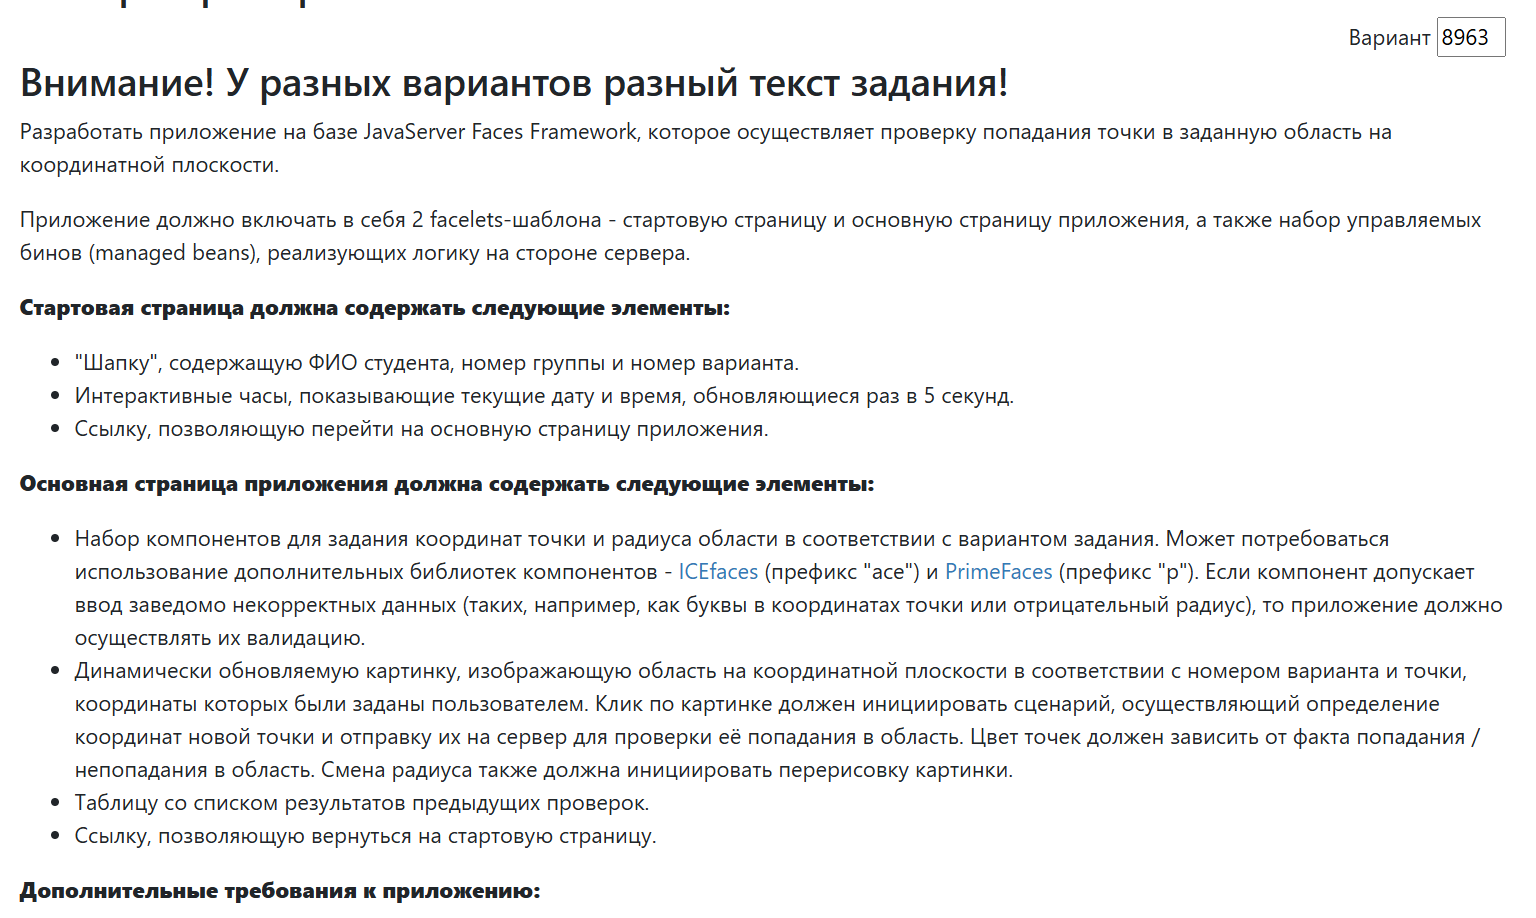 Вариант 8963
Внимание! У разных вариантов разный текст задания!
Разработать приложение на базе JavaServer Faces Framework, которое осуществляет проверку попадания точки в заданную область на
координатной плоскости.
Приложение должно включать в себя 2 facelets-шаблона - стартовую страницу и основную страницу приложения, а также набор управляемых
бинов (managed beans), реализующих логику на стороне сервера.
Стартовая страница должна содержать следующие элементы:
• "Шапку", содержащую ФИО студента, номер группы и номер варианта.
• Интерактивные часы, показывающие текущие дату и время, обновляющиеся раз в 5 секунд.
• Ссылку, позволяющую перейти на основную страницу приложения.
Основная страница приложения должна содержать следующие элементы:
• Набор компонентов для задания координат точки и радиуса области в соответствии с вариантом задания. Может потребоваться
использование дополнительных библиотек компонентов - ICEfaces (префикс "ace") и PrimeFaces (префикс "p"). Если компонент допускает
ввод заведомо некорректных данных (таких, например, как буквы в координатах точки или отрицательный радиус), то приложение должно
осуществлять их валидацию.
• Динамически обновляемую картинку, изображающую область на координатной плоскости в соответствии с номером варианта и точки,
координаты которых были заданы пользователем. Клик по картинке должен инициировать сценарий, осуществляющий определение
координат новой точки и отправку их на сервер для проверки её попадания в область. Цвет точек должен зависить от факта попадания /
непопадания в область. Смена радиуса также должна инициировать перерисовку картинки.
• Таблицу со списком результатов предыдущих проверок.
• Ссылку, позволяющую вернуться на стартовую страницу.
Дополнительные требования к приложению: